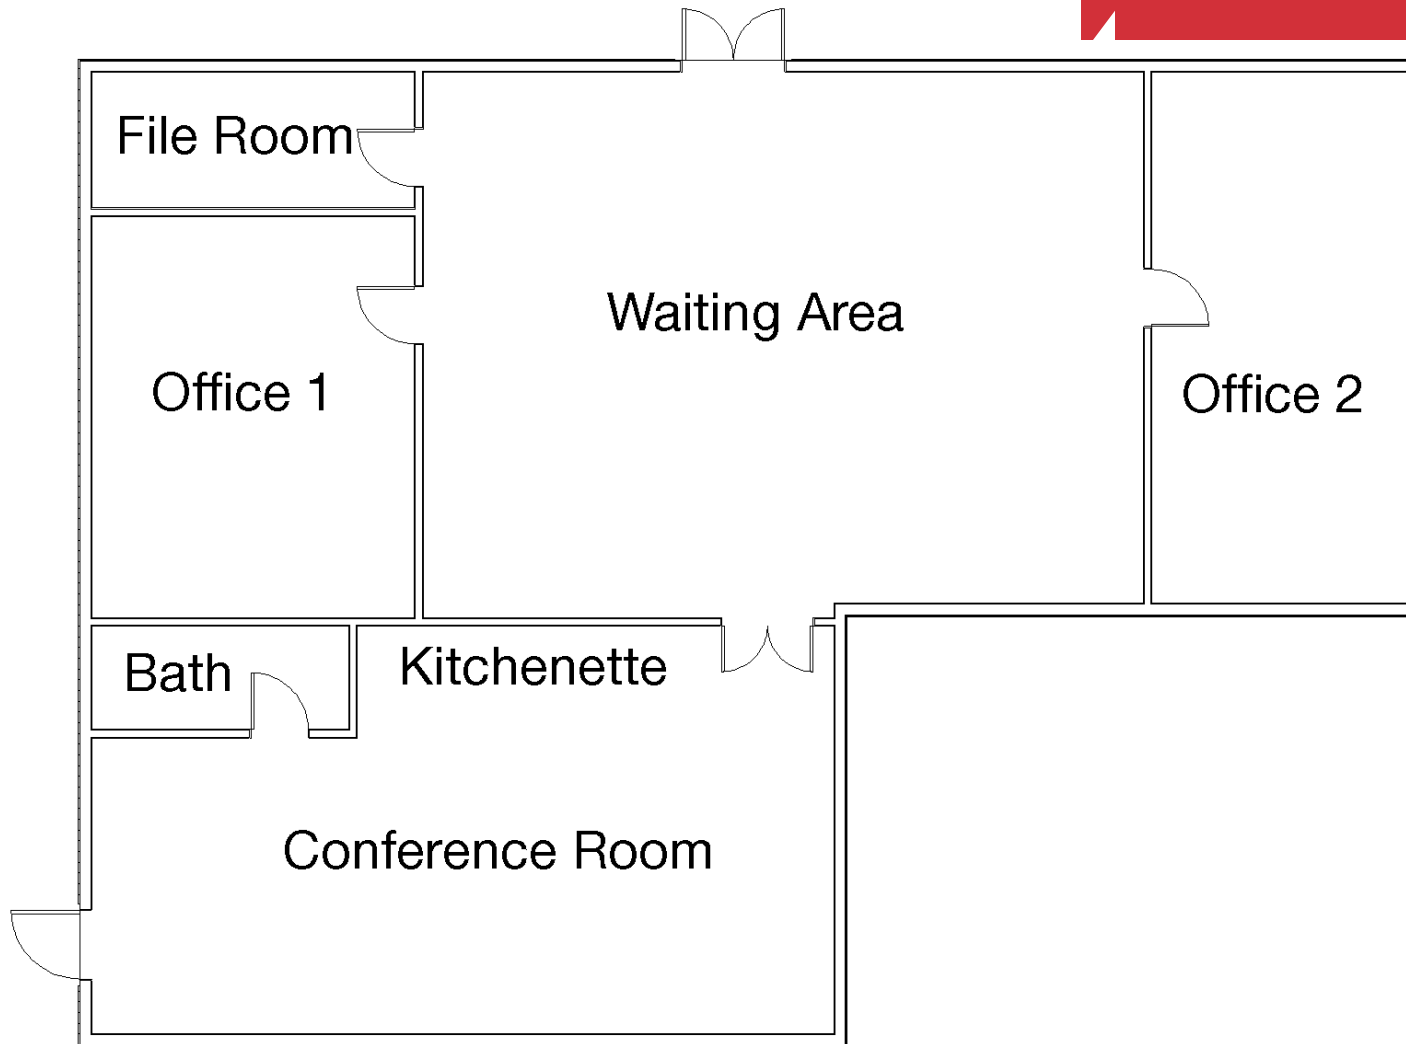 File Room
Waiting Area
Office 1
Office 2
Bath
Kitchenette
Conference Room